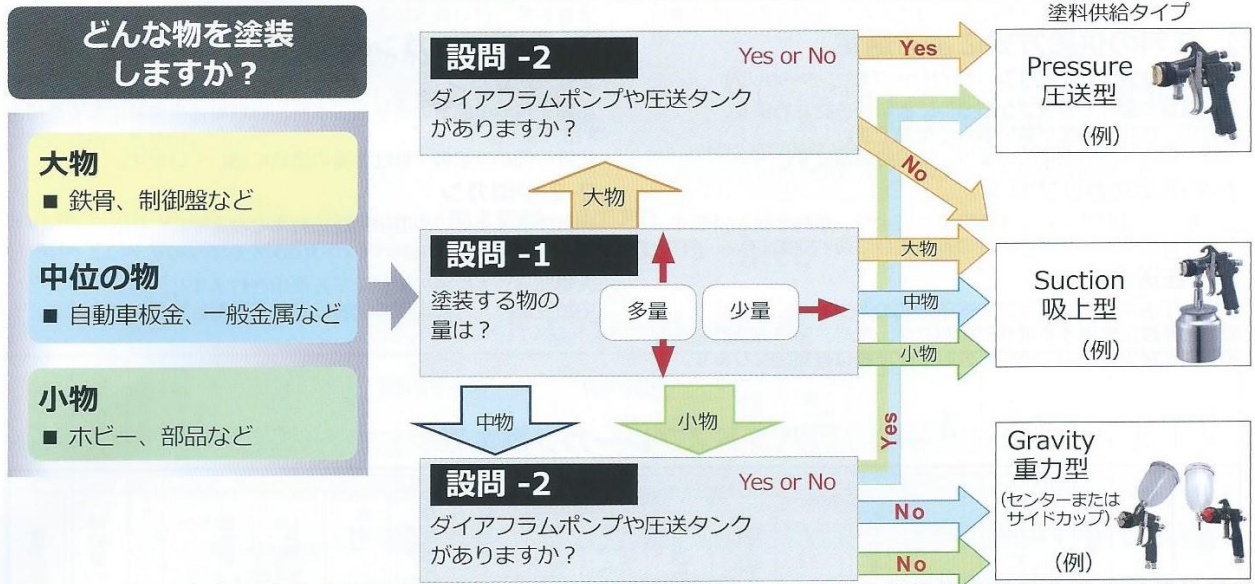 どんな物を塗装
しますか？
大物
■ 鉄骨、制御盤など
中位の物
■ 自動車板金、一般金属など
小物
■ ホビー、部品など
設問 -2
Yes or No
ダイアフラムポンプや圧送タンク
がありますか？
大物
設問 -1
塗装する物の
量は？
多量
少量
中物
小物
設問 -2
Yes or No
ダイアフラムポンプや圧送タンク
がありますか？
Yes
No
大物
中物
小物
Yes
No
No
塗料供給タイプ
Pressure
圧送型
（例）
Suction
吸上型
（例）
Gravity
重力型
（センターまたは
サイドカップ）
（例）